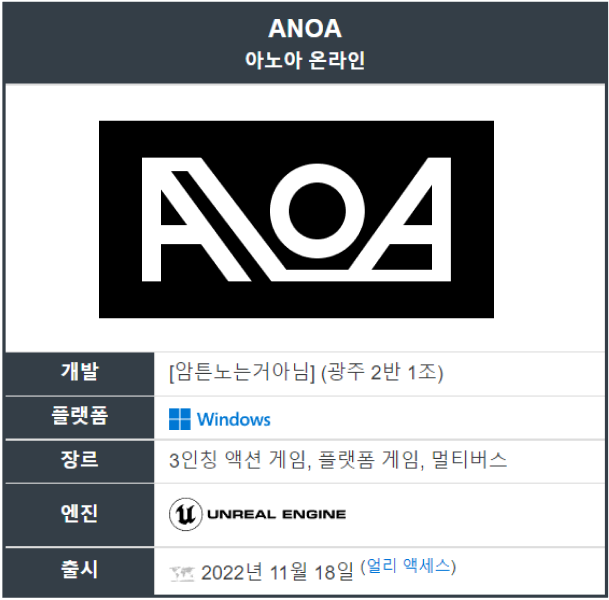 ANOA
아노아 온라인
ANOA
개발 [암튼노는거아님] (광주 2반 1조)
플랫폼 Windows
장르 3인칭 액션 게임, 플랫폼 게임, 멀티버스
엔진 UNREAL ENGINE
출시 2022년 11월 18일 (얼리 액세스)